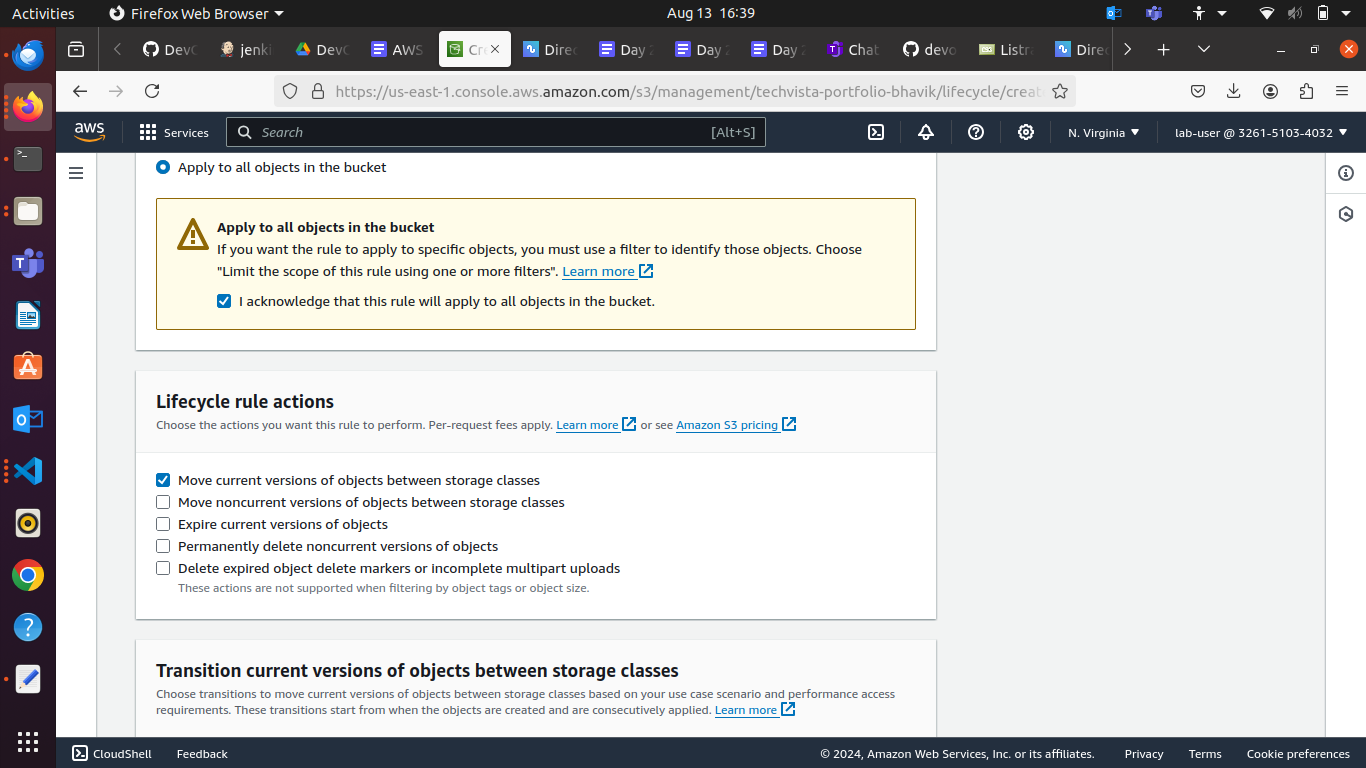 Activities
Firefox Web Browser
Aug 13 16:39
DevC
jenki
DevC
AWS
Cre
Direc
Day 2
Day 2
Day 2
Chat
devo
Listra
Direc
https://us-east-1.console.aws.amazon.com/s3/management/techvista-portfolio-bhavik/lifecycle/creat
aws
Services
Search
[Alt+S]
N. Virginia
lab-user @ 3261-5103-4032
Apply to all objects in the bucket
Apply to all objects in the bucket
If you want the rule to apply to specific objects, you must use a filter to identify those objects. Choose
"Limit the scope of this rule using one or more filters". Learn more
I acknowledge that this rule will apply to all objects in the bucket.
Lifecycle rule actions
Choose the actions you want this rule to perform. Per-request fees apply. Learn more or see Amazon S3 pricing
Move current versions of objects between storage classes
Move noncurrent versions of objects between storage classes
Expire current versions of objects
Permanently delete noncurrent versions of objects
Delete expired object delete markers or incomplete multipart uploads
These actions are not supported when filtering by object tags or object size.
Transition current versions of objects between storage classes
Choose transitions to move current versions of objects between storage classes based on your use case scenario and performance access
requirements. These transitions start from when the objects are created and are consecutively applied. Learn more
CloudShell
Feedback
© 2024, Amazon Web Services, Inc. or its affiliates.
Privacy
Terms
Cookie preferences